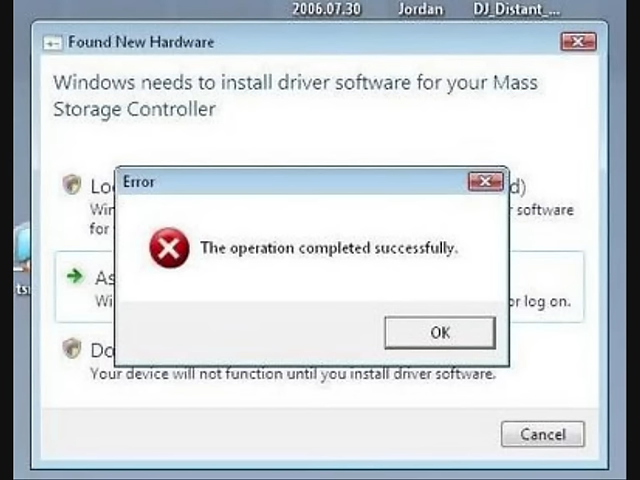 2006.07.30 Jordan DJ_Distant_...
Found New Hardware
Windows needs to install driver software for your Mass
Storage Controller
software
for
Error
The operation completed successfully.
OK
or log on.
Your device will not function until you install driver software.
Cancel